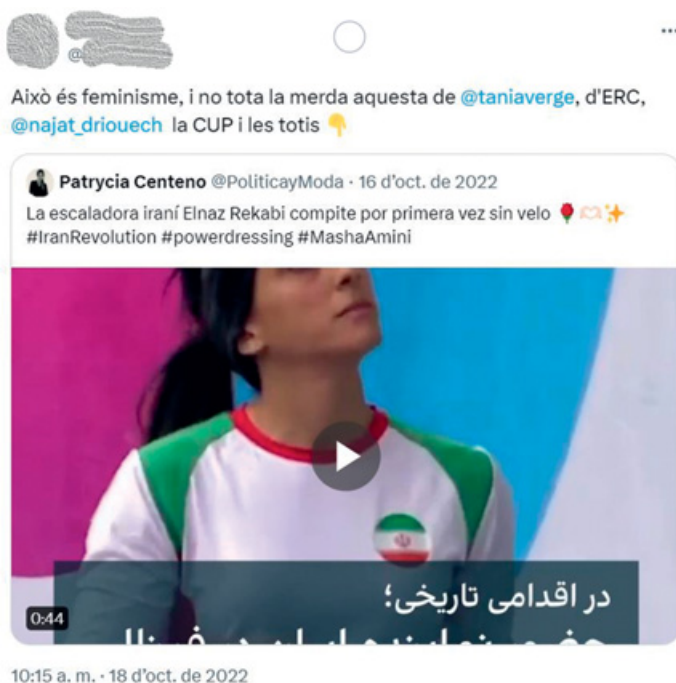 @
Això és feminisme, i no tota la merda aquesta de @taniaverge, d'ERC,
@najat_driouech la CUP i les totis 👇
Patrycia Centeno @PoliticayModa · 16 d'oct. de 2022
La escaladora iraní Elnaz Rekabi compite por primera vez sin velo 🌹🫶🏻✨
#IranRevolution #powerdressing #MashaAmini
در اقدامی تاریخی؛
0:44
10:15 a. m. · 18 d'oct. de 2022